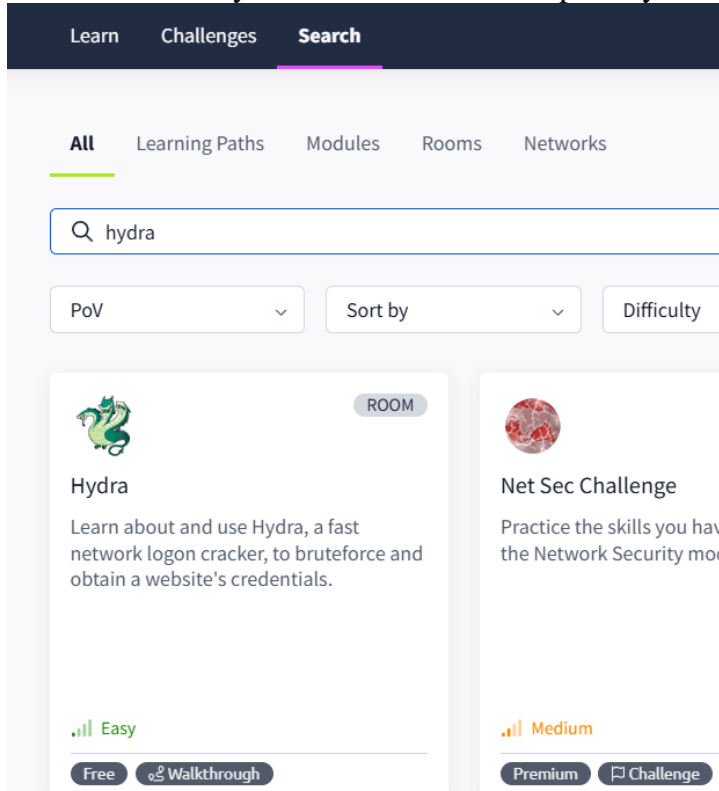 Learn Challenges Search
All Learning Paths Modules Rooms Networks
hydra
PoV Sort by Difficulty
ROOM
Hydra
Learn about and use Hydra, a fast
network logon cracker, to bruteforce and
obtain a website's credentials.
Easy
Free Walkthrough
Net Sec Challenge
Practice the skills you hav
the Network Security mo
Medium
Premium Challenge